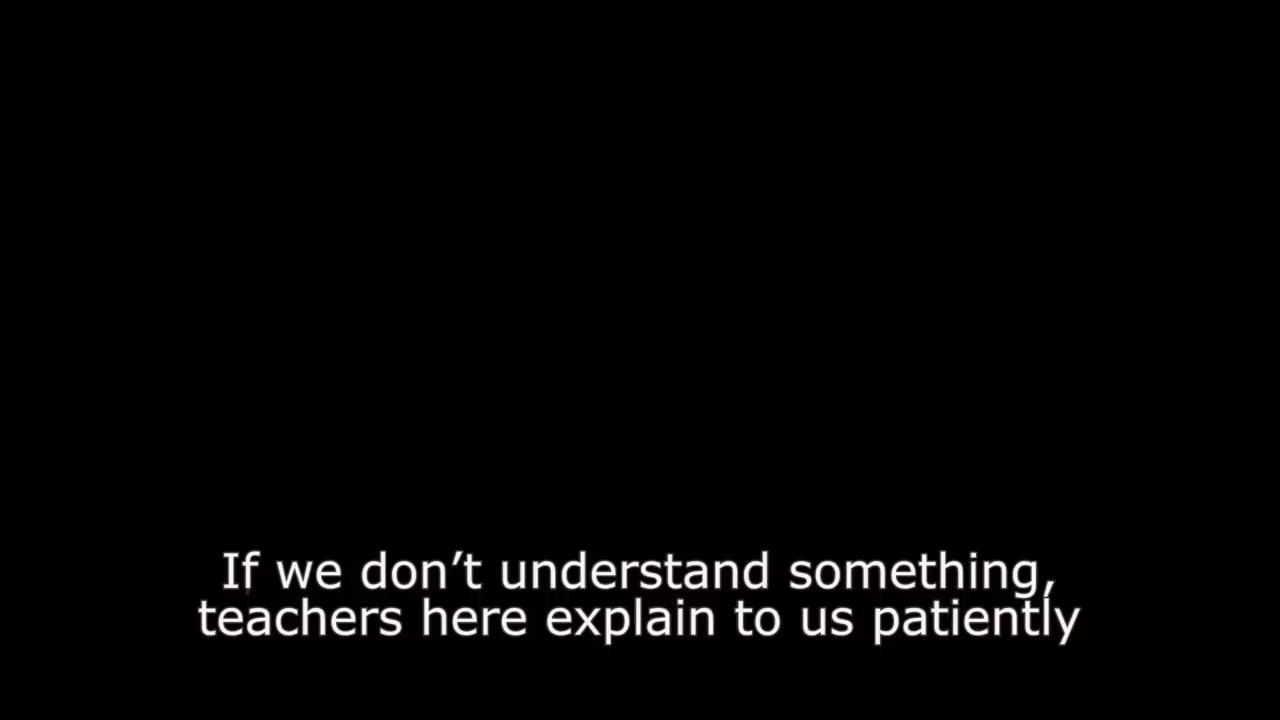 If we don’t understand something,
teachers here explain to us patiently